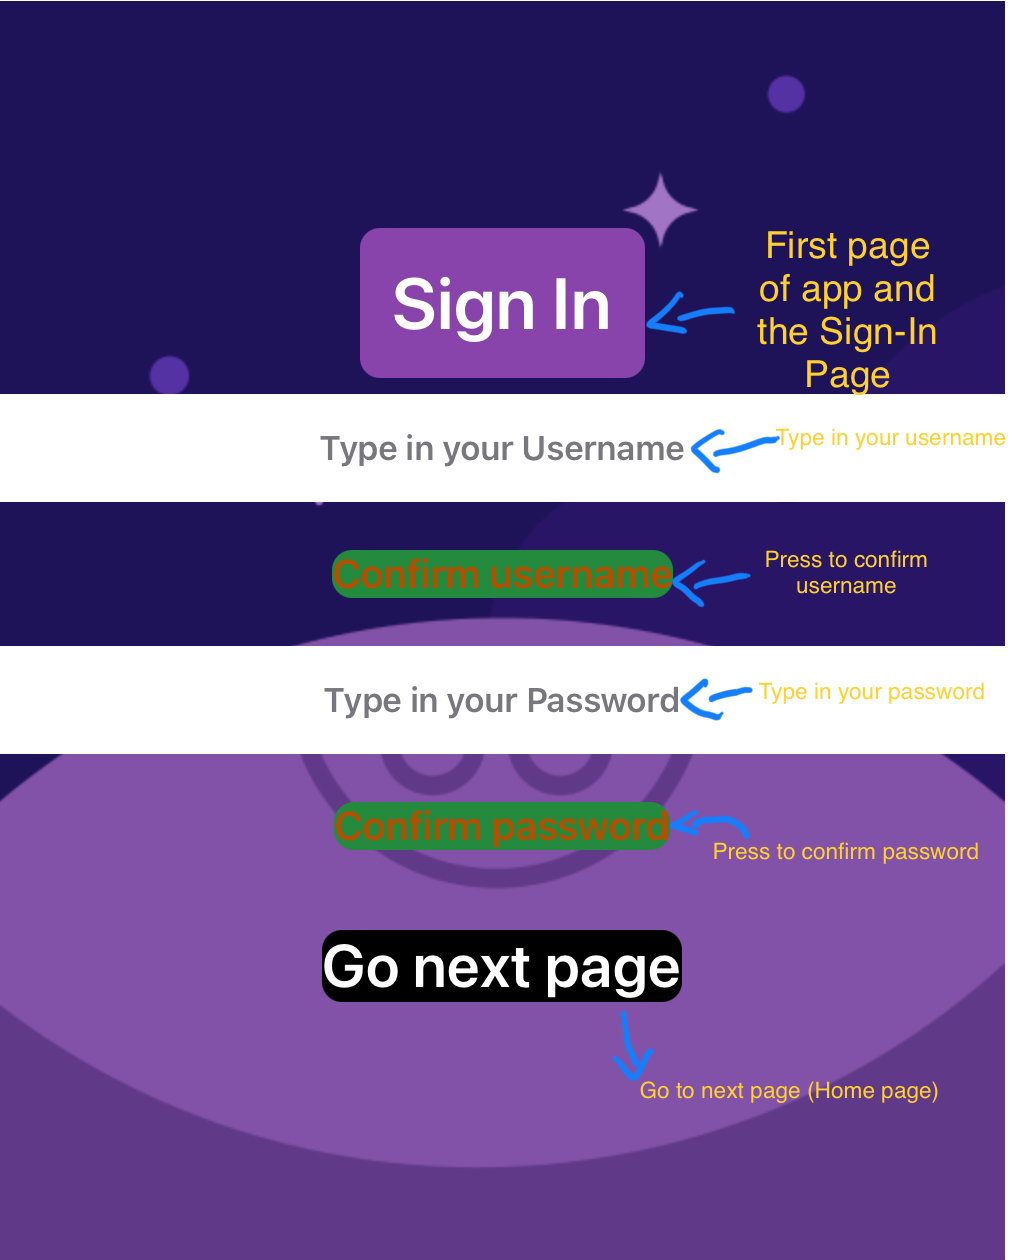 Sign In
First page
of app and
the Sign-In
Page
Type in your Username
Type in your username
Confirm username
Press to confirm
username
Type in your Password
Type in your password
Confirm password
Press to confirm password
Go next page
Go to next page (Home page)